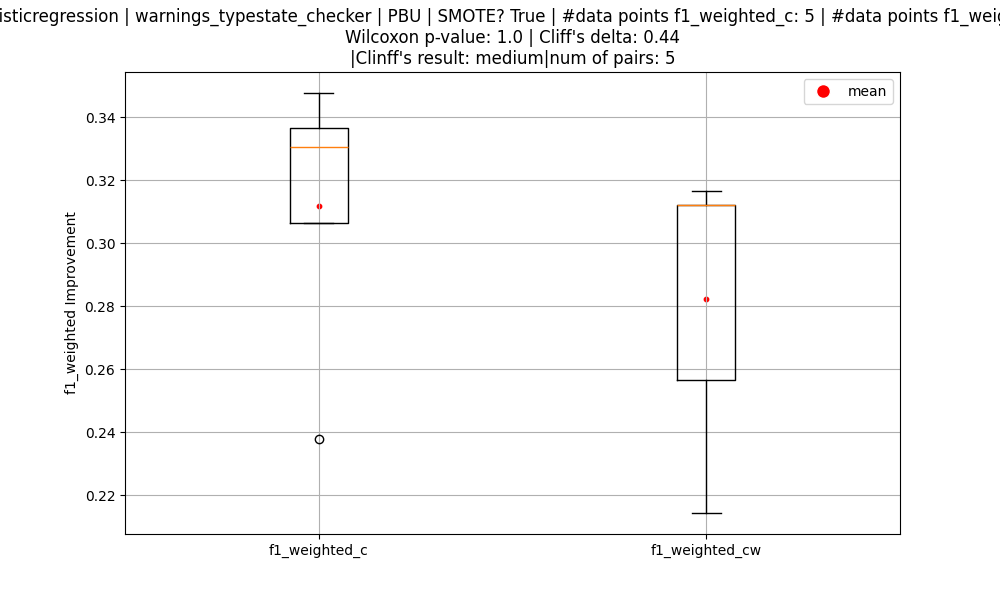 isticregression | warnings_typestate_checker | PBU | SMOTE? True | #data points f1_weighted_c: 5 | #data points f1_weig
Wilcoxon p-value: 1.0 | Cliff's delta: 0.44
|Clinff's result: medium|num of pairs: 5
mean
0.34
0.32
0.30
0.28
0.26
0.24
0.22
f1_weighted Improvement
f1_weighted_c
f1_weighted_cw